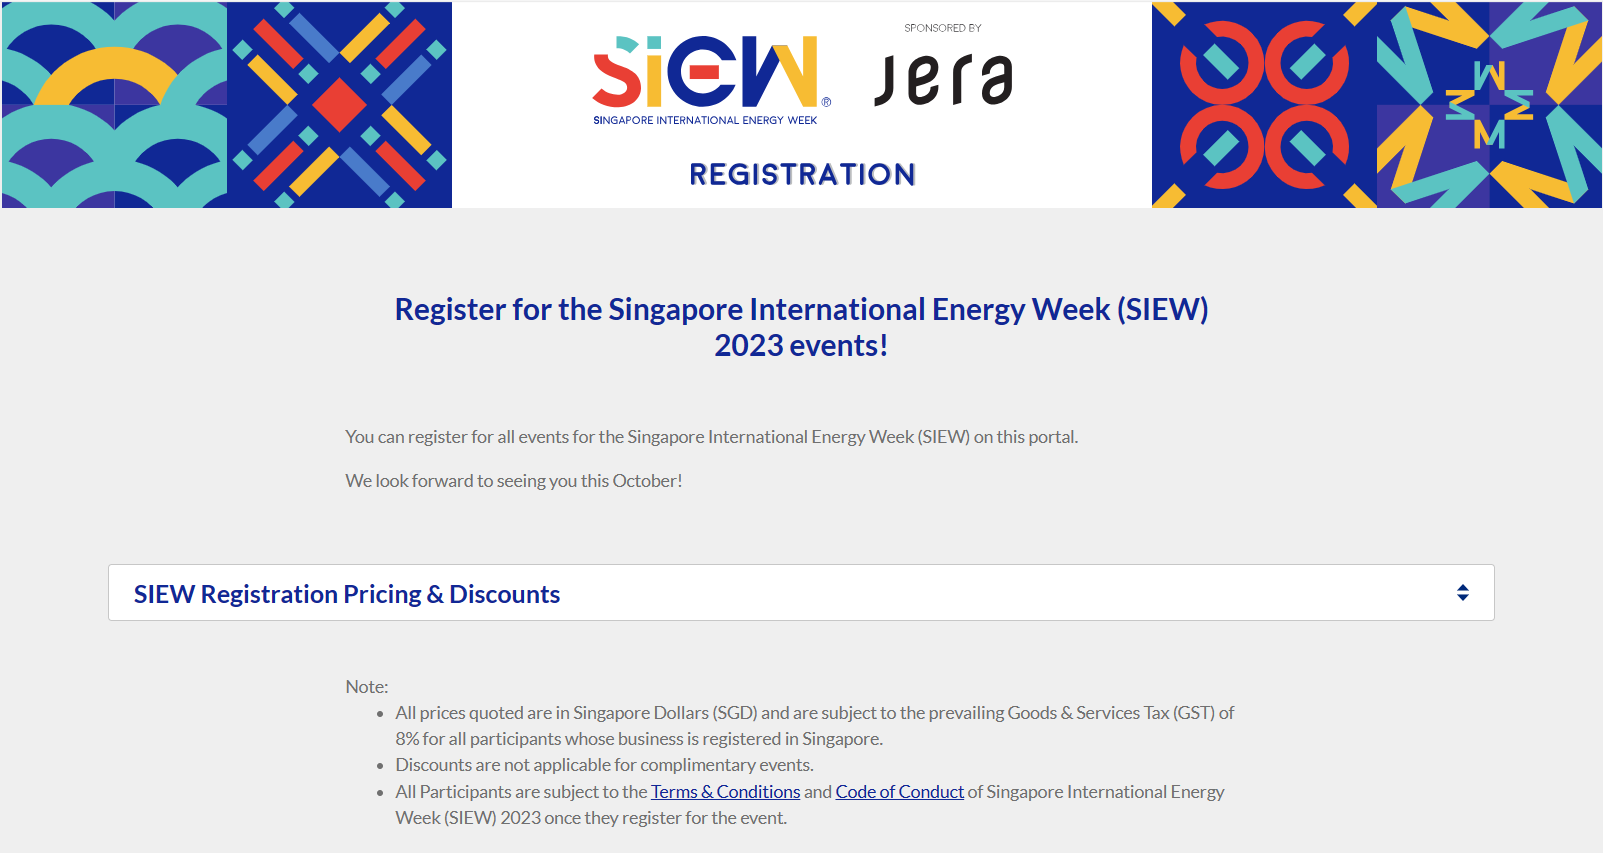 SiEW®
SINGAPORE INTERNATIONAL ENERGY WEEK
SPONSORED BY
Jera
REGISTRATION
Register for the Singapore International Energy Week (SIEW)
2023 events!
You can register for all events for the Singapore International Energy Week (SIEW) on this portal.
We look forward to seeing you this October!
SIEW Registration Pricing & Discounts
Note:
• All prices quoted are in Singapore Dollars (SGD) and are subject to the prevailing Goods & Services Tax (GST) of
8% for all participants whose business is registered in Singapore.
• Discounts are not applicable for complimentary events.
• All Participants are subject to the Terms & Conditions and Code of Conduct of Singapore International Energy
Week (SIEW) 2023 once they register for the event.